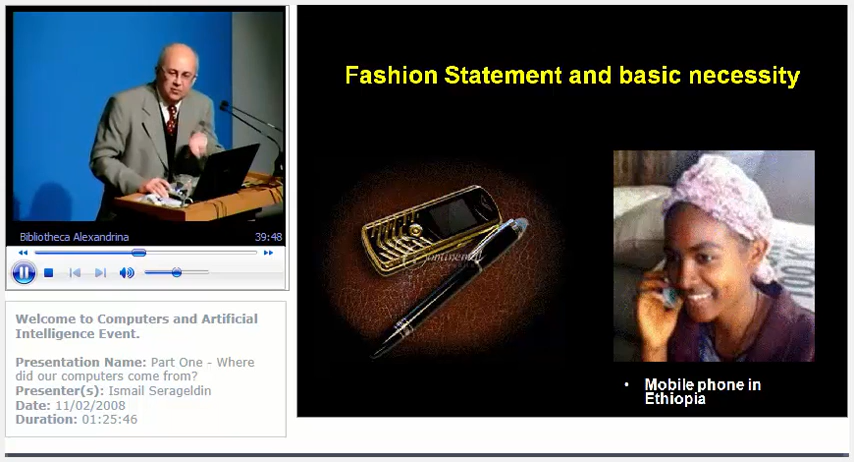 Fashion Statement and basic necessity
Bibliotheca Alexandrina
39:48
Welcome to Computers and Artificial
Intelligence Event.
Presentation Name: Part One - Where
did our computers come from?
Presenter(s): Ismail Serageldin
Date: 11/02/2008
Duration: 01:25:46
• Mobile phone in
Ethiopia